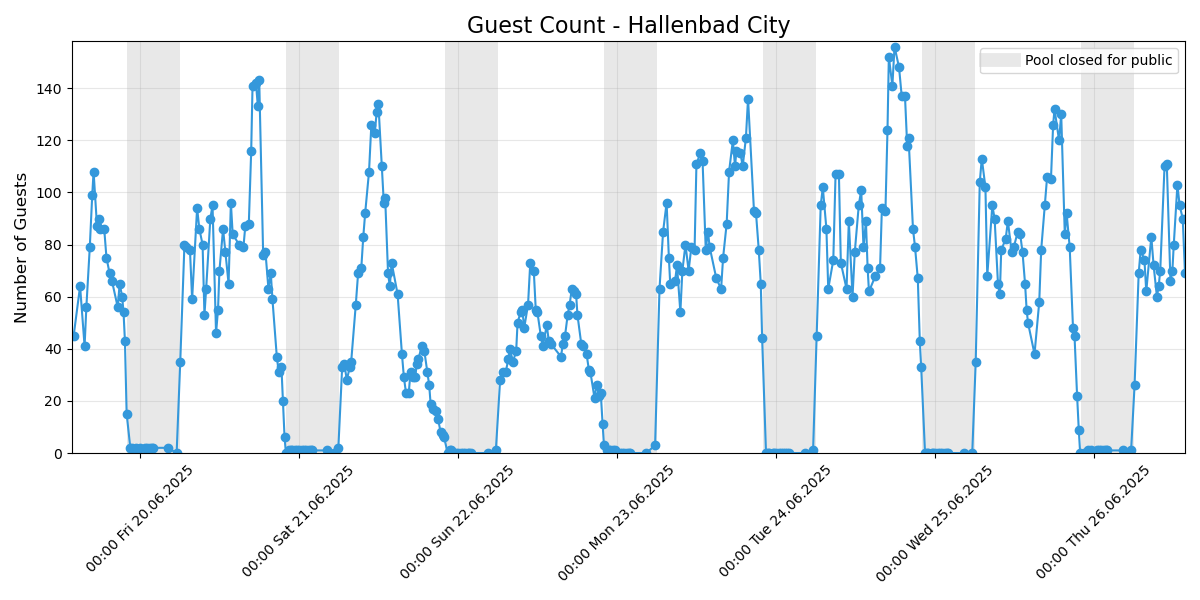 Guest Count - Hallenbad City
Pool closed for public
Number of Guests
140
120
100
80
60
40
20
0
00:00 Fri 20.06.2025
00:00 Sat 21.06.2025
00:00 Sun 22.06.2025
00:00 Mon 23.06.2025
00:00 Tue 24.06.2025
00:00 Wed 25.06.2025
00:00 Thu 26.06.2025